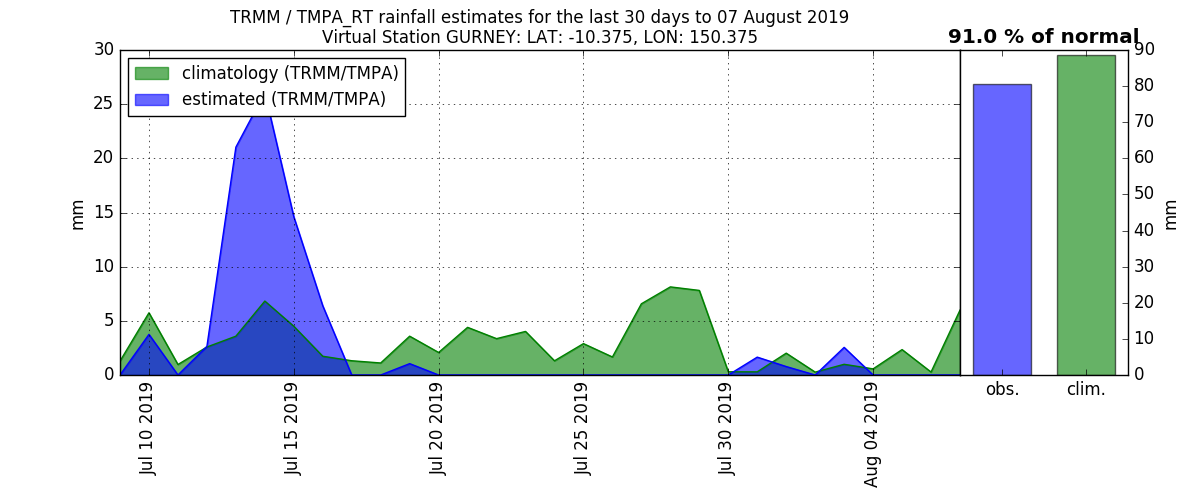 TRMM / TMPA_RT rainfall estimates for the last 30 days to 07 August 2019
Virtual Station GURNEY: LAT: -10.375, LON: 150.375
91.0 % of normal
climatology (TRMM/TMPA)
estimated (TRMM/TMPA)
30
25
20
15
10
5
0
mm
Jul 10 2019
Jul 15 2019
Jul 20 2019
Jul 25 2019
Jul 30 2019
Aug 04 2019
90
80
70
60
50
40
30
20
10
0
mm
obs.
clim.